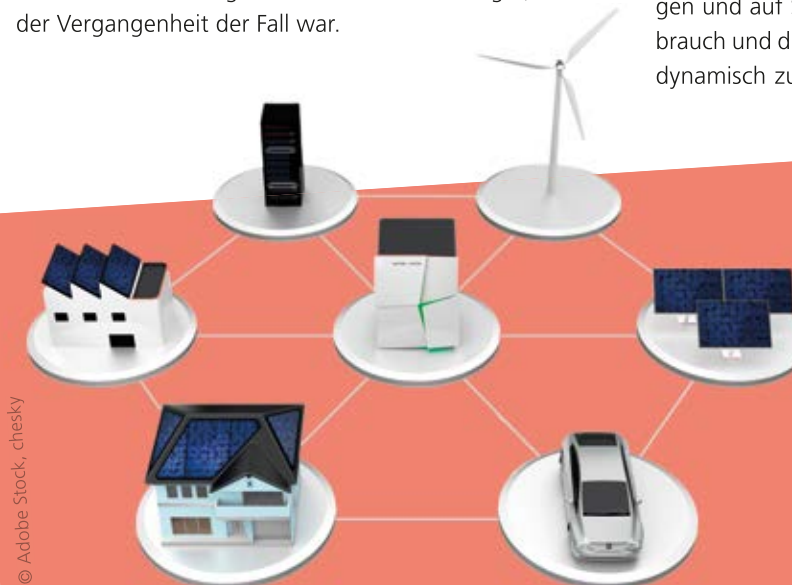 der Vergangenheit der Fall war.
gen und auf
brauch und d
dynamisch zu
© Adobe Stock, chesky